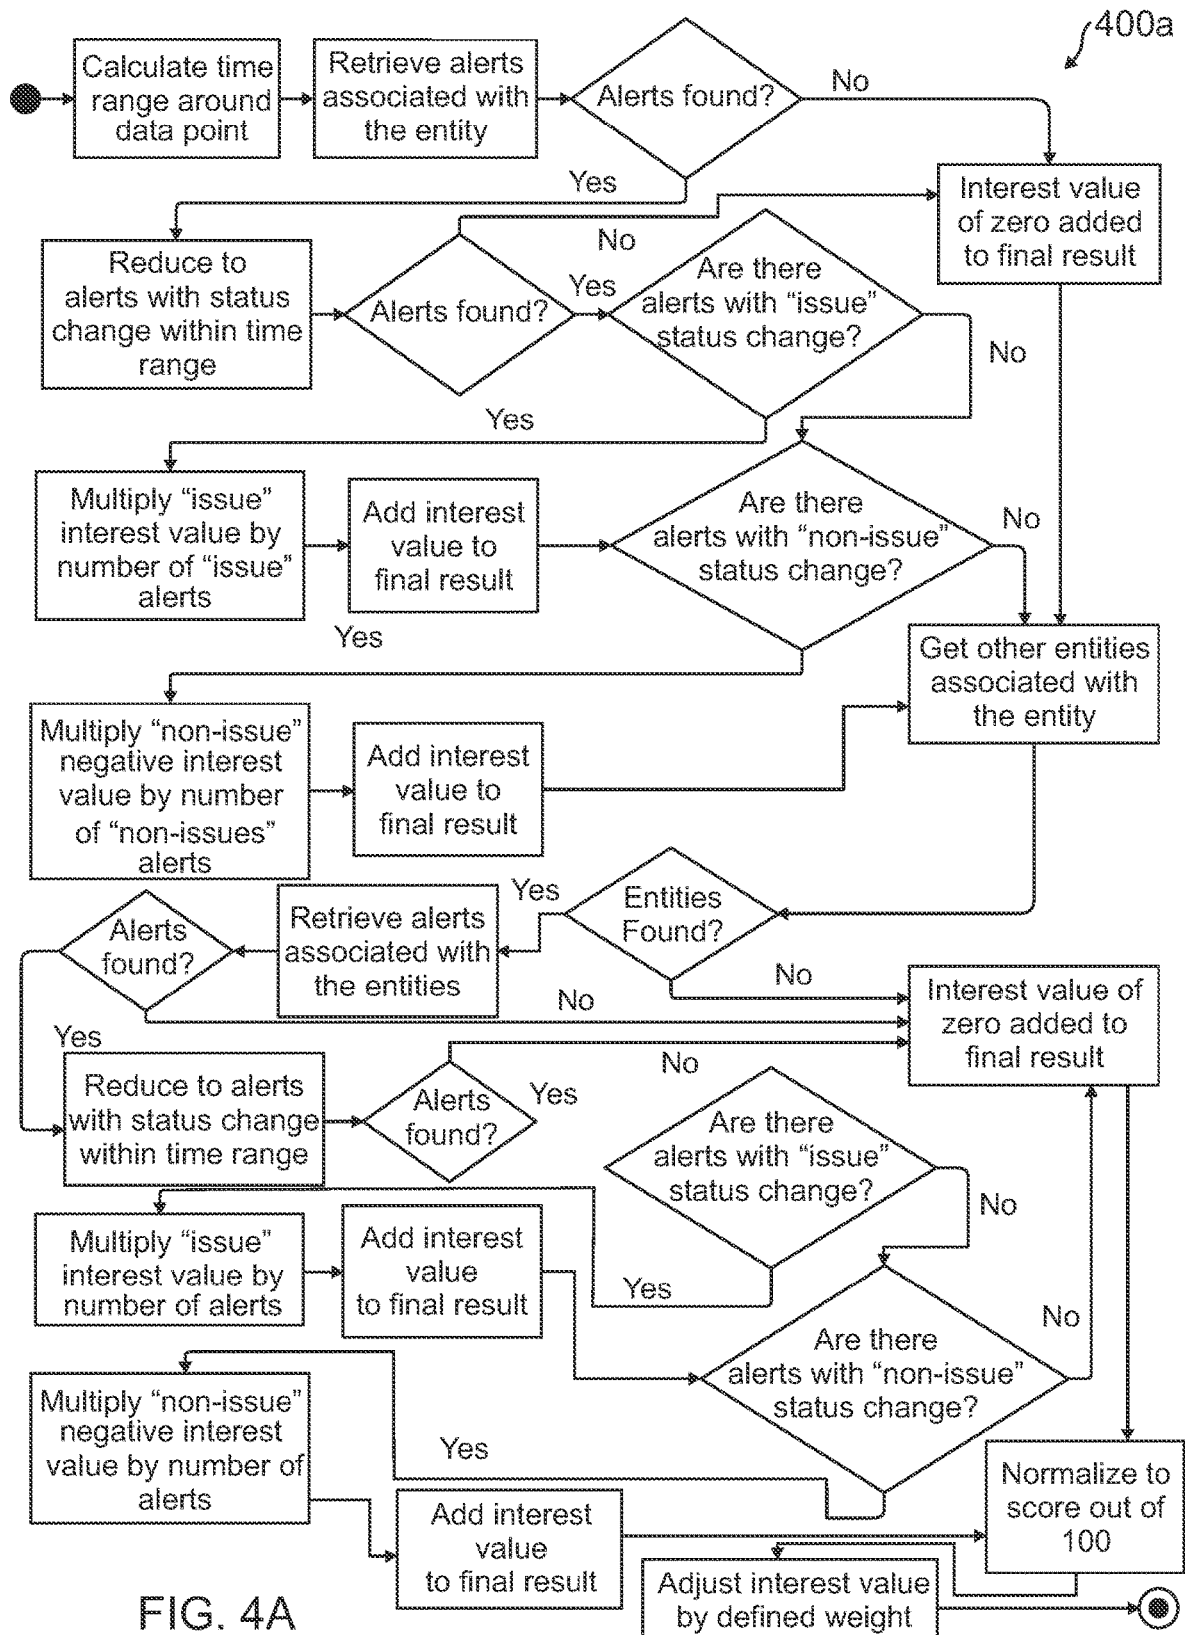 400a
Calculate time
range around
data point
Retrieve alerts
associated with
the entity
Alerts found?
No
Yes
Interest value
of zero added
to final result
Reduce to
alerts with status
change within time
range
Alerts found?
No
Yes
Are there
alerts with “issue”
status change?
No
Yes
Multiply “issue”
interest value by
number of “issue”
alerts
Add interest
value to
final result
Are there
alerts with “non-issue”
status change?
No
Yes
Get other entities
associated with
the entity
Multiply “non-issue”
negative interest
value by number
of “non-issues”
alerts
Add interest
value to
final result
Entities
Found?
Yes
No
Retrieve alerts
associated with
the entities
Alerts
found?
No
Yes
Interest value of
zero added to
final result
Reduce to alerts
with status change
within time range
Alerts
found?
Yes
No
Are there
alerts with “issue”
status change?
No
Yes
Multiply “issue”
interest value by
number of alerts
Add interest
value
to final result
Are there
alerts with “non-issue”
status change?
No
Yes
Multiply “non-issue”
negative interest
value by number of
alerts
Add interest
value
to final result
Normalize to
score out of
100
Adjust interest value
by defined weight
FIG. 4A